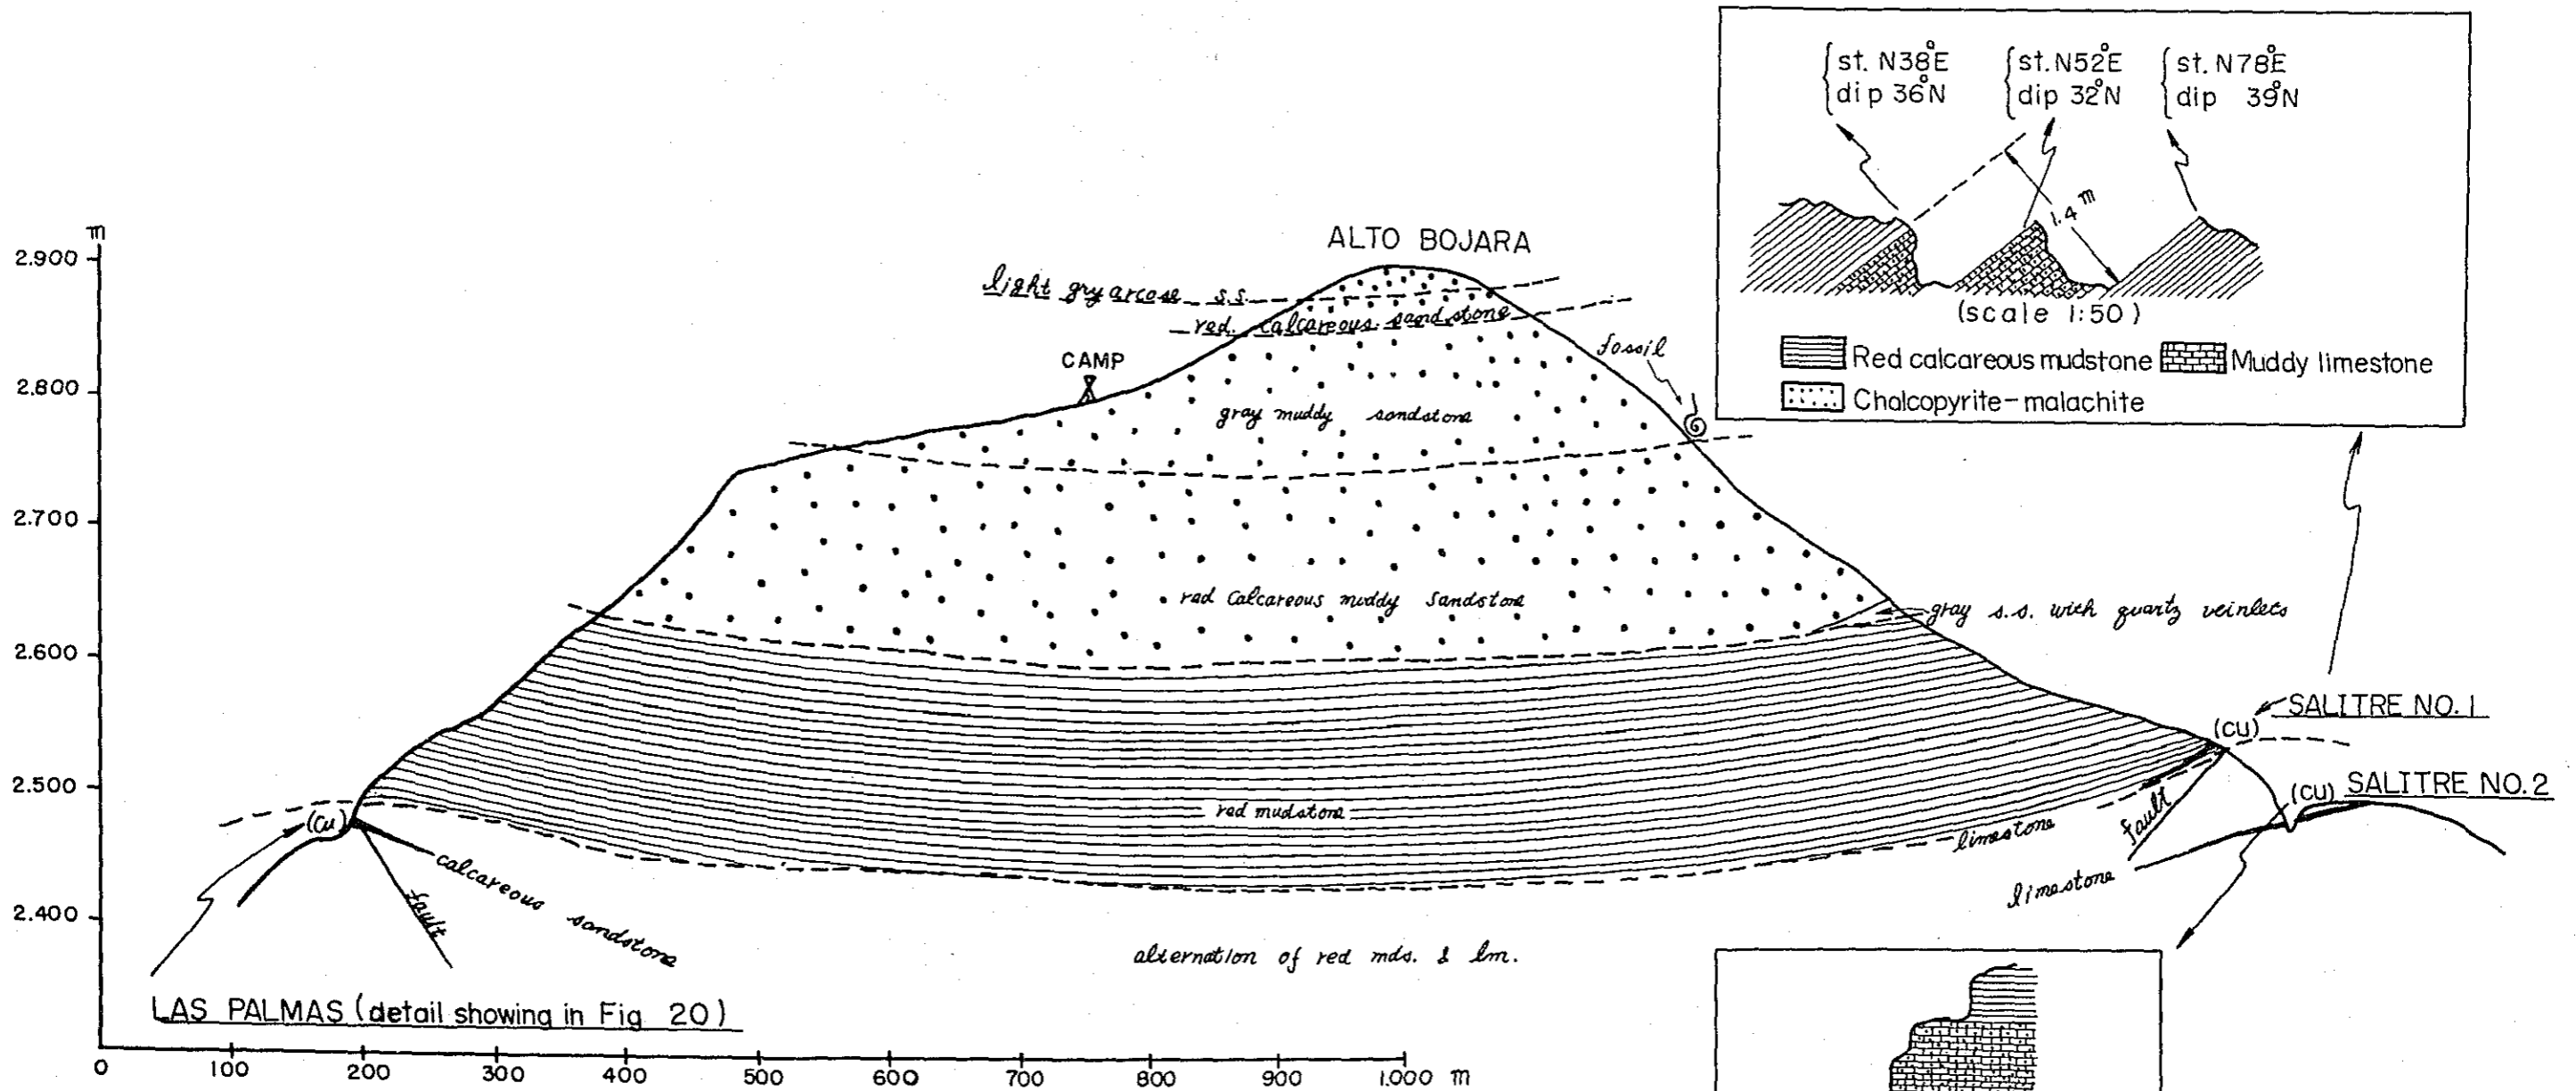 st. N38°E
dip 36°N
st. N52°E
dip 32°N
st. N78°E
dip 39°N
1.4 m
(scale 1:50)
Red calcareous mudstone
Muddy limestone
Chalcopyrite-malachite
m
2.900
2.800
2.700
2.600
2.500
2.400
ALTO BOJARA
light gry arcose s.s.
red. calcareous sandstone
CAMP
fossil
gray muddy sandstone
red Calcareous muddy Sandstone
gray s.s. with quartz veinlets
SALITRE NO. 1
(CU)
SALITRE NO. 2
(CU)
red mudstone
limestone
fault
limestone
(CU)
calcareous sandstone
fault
alternation of red mds. & lm.
LAS PALMAS (detail showing in Fig 20)
0 100 200 300 400 500 600 700 800 900 1.000 m